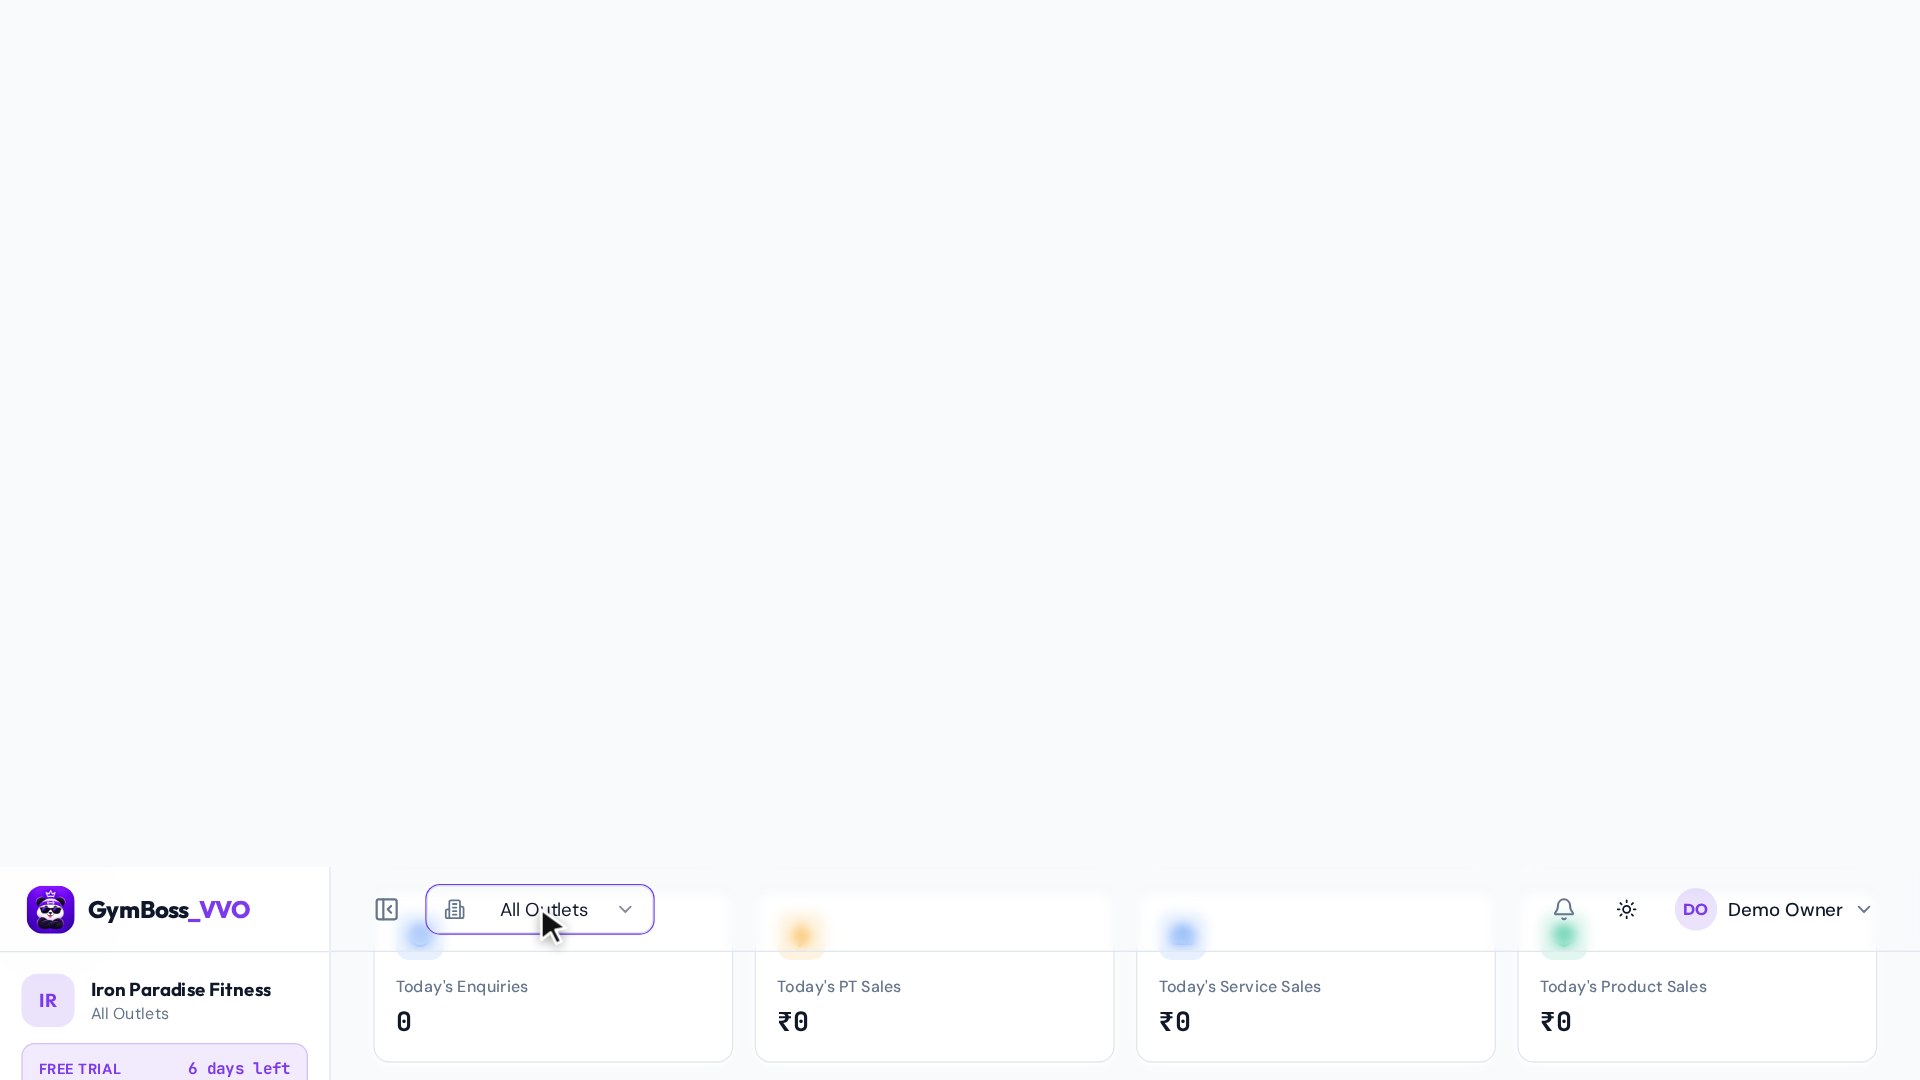 GymBoss_VVO
All Outlets
DO
Demo Owner
IR
Iron Paradise Fitness
All Outlets
FREE TRIAL
6 days left
Today's Enquiries
0
Today's PT Sales
₹0
Today's Service Sales
₹0
Today's Product Sales
₹0